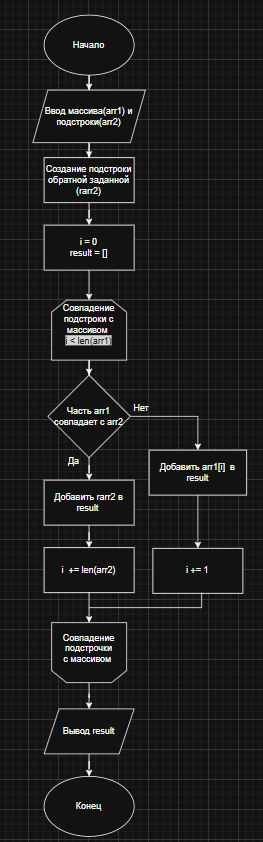 Начало
Ввод массива(arr1) и
подстроки(arr2)
Создание подстроки
обратной заданной
(rarr2)
i = 0
result = []
Совпадение
подстроки с
массивом
i < len(arr1)
Часть arr1
совпадает с arr2
Нет
Да
Добавить arr1[i] в
result
Добавить rarr2 в
result
i += len(arr2)
i += 1
Совпадение
подстрочки
с массивом
Вывод result
Конец